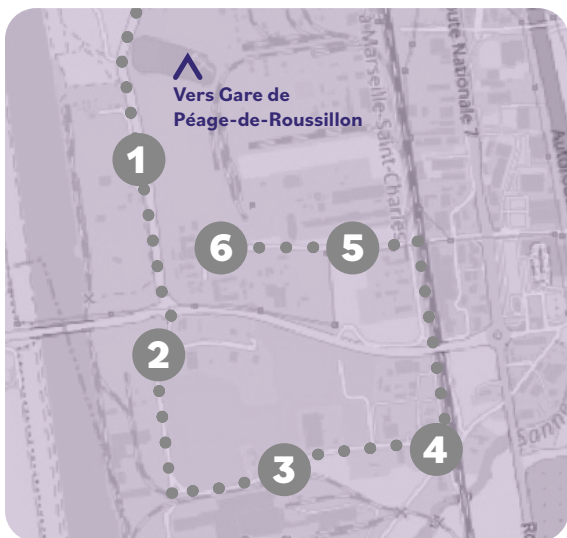 Vers Gare de
Péage-de-Roussillon
à Marseille-Saint-Charles
Route Nationale 7
1
6
5
2
3
4